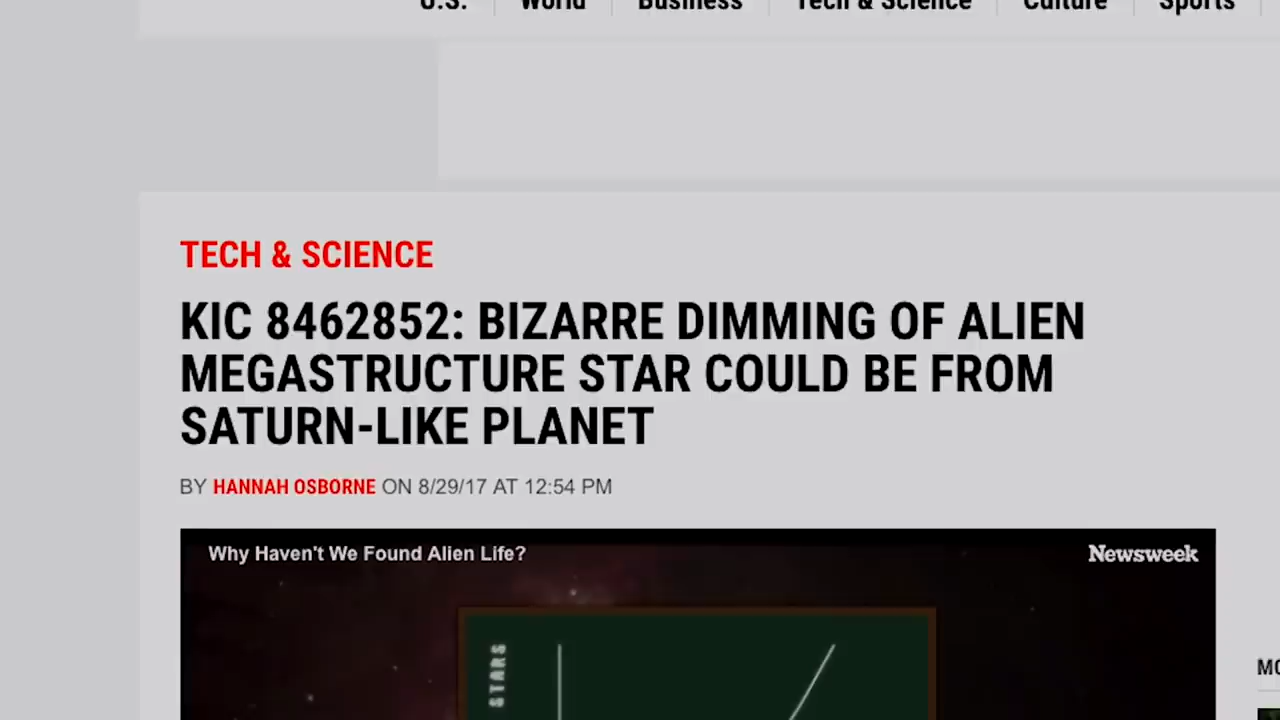 U.S. World Business Tech & Science Culture Sports
TECH & SCIENCE
KIC 8462852: BIZARRE DIMMING OF ALIEN
MEGASTRUCTURE STAR COULD BE FROM
SATURN-LIKE PLANET
BY HANNAH OSBORNE ON 8/29/17 AT 12:54 PM
Why Haven't We Found Alien Life? Newsweek
STARS